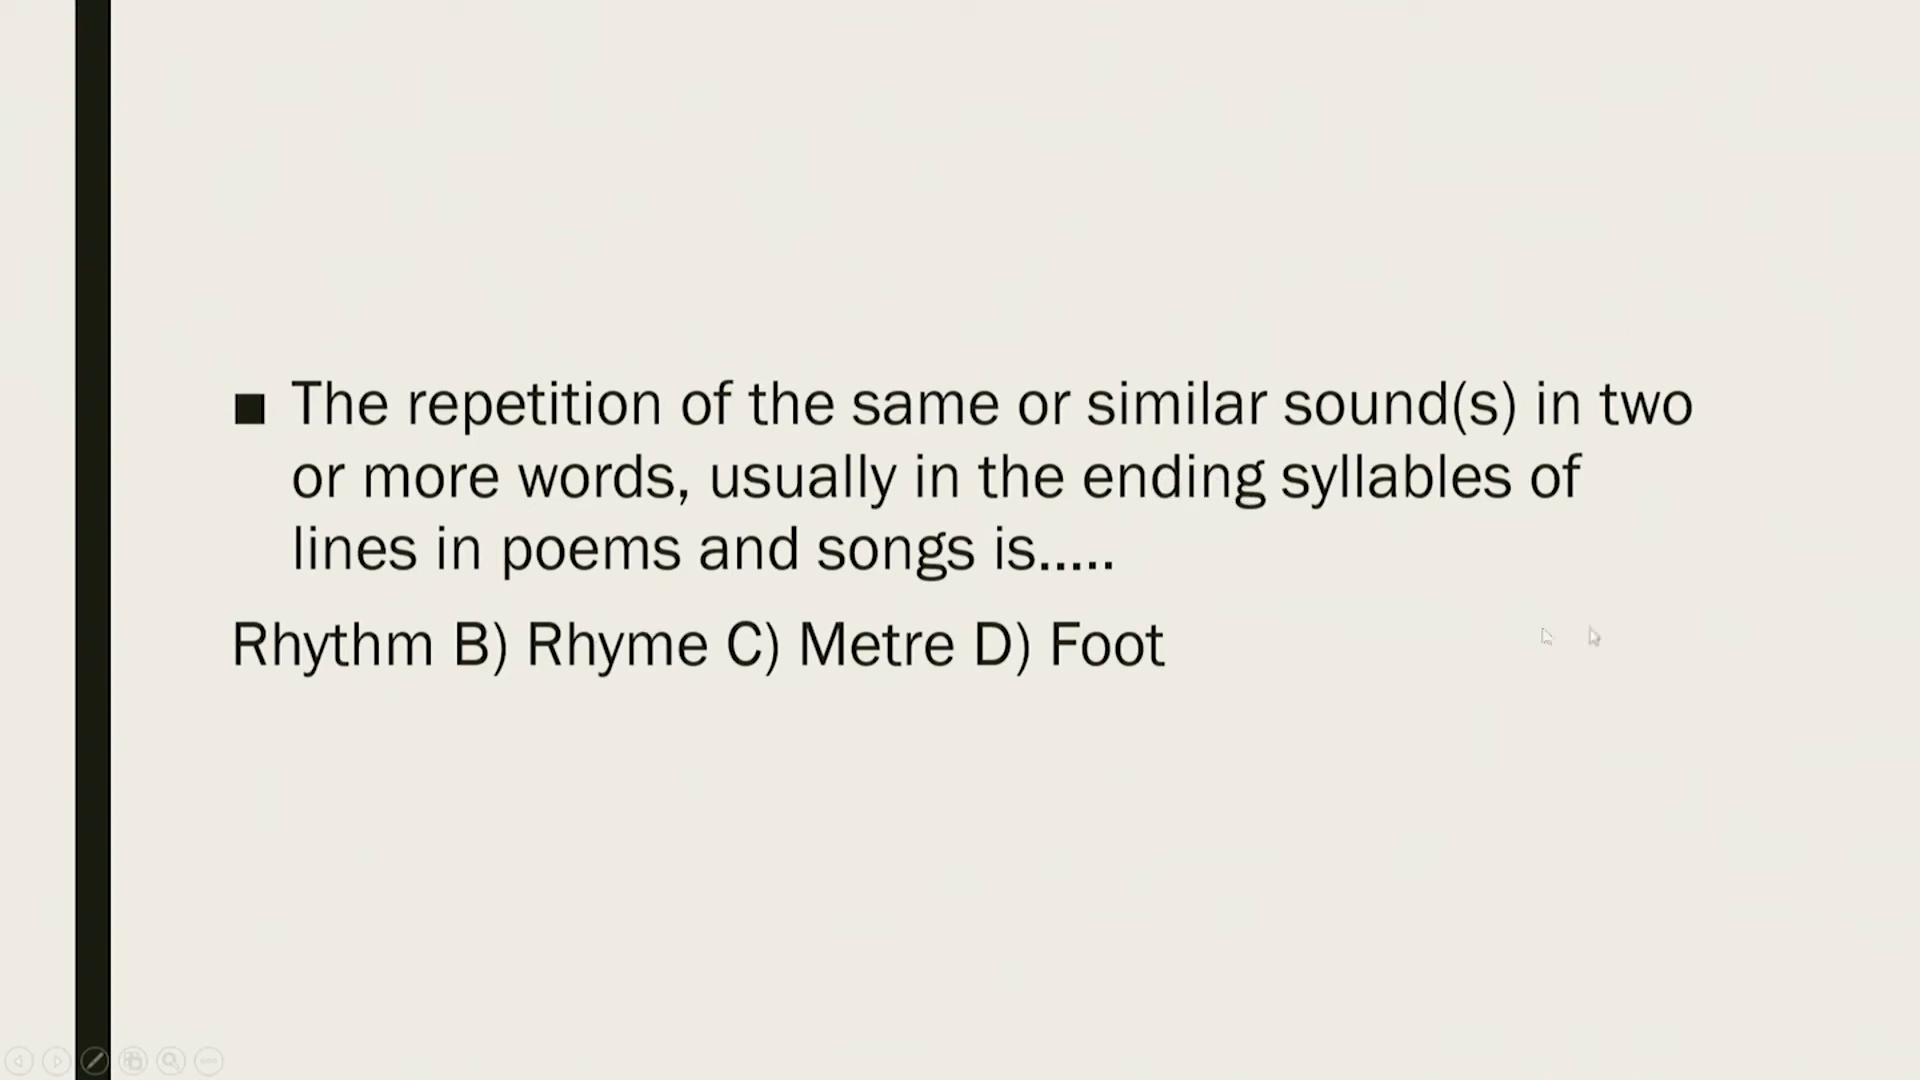 ■ The repetition of the same or similar sound(s) in two
or more words, usually in the ending syllables of
lines in poems and songs is.....
Rhythm B) Rhyme C) Metre D) Foot